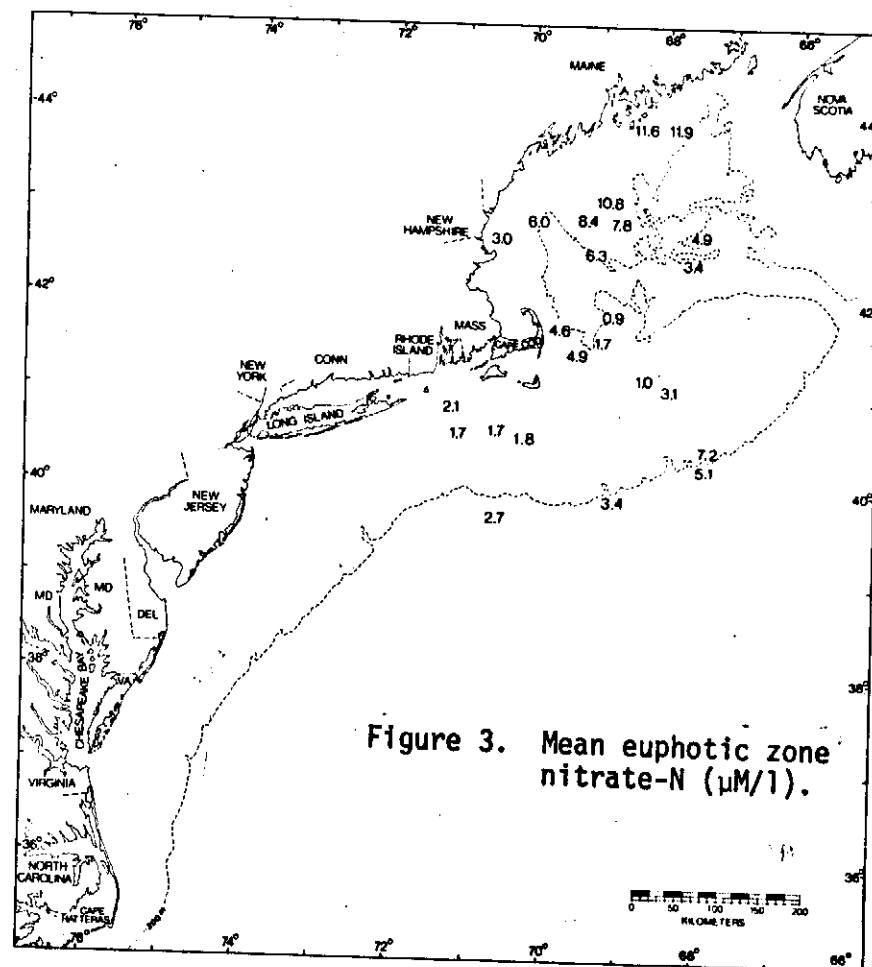 76°
74°
72°
70°
68°
66°
MAINE
44°
NOVA
SCOTIA
44
11.6 11.9
10.8
NEW
HAMPSHIRE
3.0
6.0
8.4
7.8
4.9
6.3
3.4
42°
42
MASS
RHODE
ISLAND
CAPE COD
4.6
0.9
1.7
4.9
CONN
NEW
YORK
LONG ISLAND
2.1
1.0
3.1
1.7
1.7
1.8
7.2
5.1
40°
40°
NEW
JERSEY
3.4
2.7
MARYLAND
MD
MD
DEL
38°
38°
CHESAPEAKE BAY
VA
Figure 3. Mean euphotic zone
nitrate-N (µM/l).
VIRGINIA
36°
36°
NORTH
CAROLINA
CAPE
HATTERAS
200 m
0 50 100 150 200
KILOMETERS
76°
74°
72°
70°
68°
66°